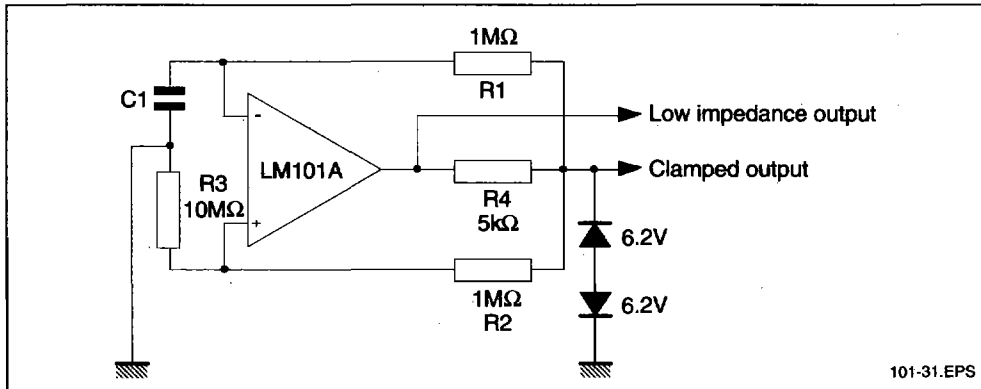 1MΩ
R1
C1
-
Low impedance output
LM101A
Clamped output
R3
10MΩ
R4
5kΩ
+
6.2V
1MΩ
R2
6.2V
101-31.EPS